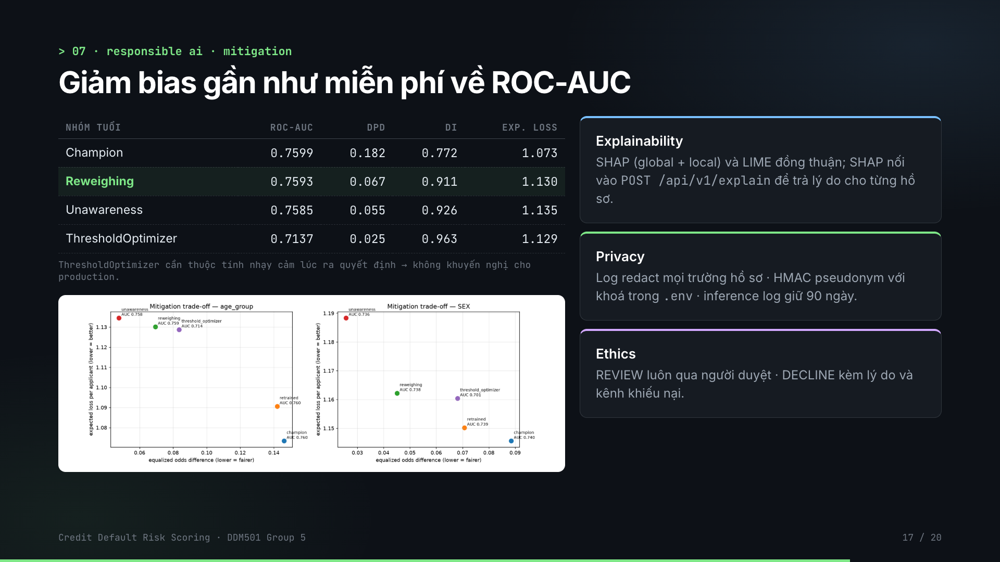 > 07 · responsible ai · mitigation
Giảm bias gần như miễn phí về ROC-AUC
NHÓM TUỔI ROC-AUC DPD DI EXP. LOSS
Champion 0.7599 0.182 0.772 1.073
Reweighing 0.7593 0.067 0.911 1.130
Unawareness 0.7585 0.055 0.926 1.135
ThresholdOptimizer 0.7137 0.025 0.963 1.129
ThresholdOptimizer cần thuộc tính nhạy cảm lúc ra quyết định → không khuyến nghị cho
production.
Mitigation trade-off — age_group
expected loss per applicant (lower = better)
1.13
1.12
1.11
1.10
1.09
1.08
unawareness
AUC 0.758
reweighing
AUC 0.759
threshold_optimizer
AUC 0.714
retrained
AUC 0.760
champion
AUC 0.760
0.06 0.08 0.10 0.12 0.14
equalized odds difference (lower = fairer)
Mitigation trade-off — SEX
expected loss per applicant (lower = better)
1.19
1.18
1.17
1.16
1.15
unawareness
AUC 0.736
reweighing
AUC 0.738
threshold_optimizer
AUC 0.701
retrained
AUC 0.739
champion
AUC 0.740
0.03 0.04 0.05 0.06 0.07 0.08 0.09
equalized odds difference (lower = fairer)
Explainability
SHAP (global + local) và LIME đồng thuận; SHAP nối
vào POST /api/v1/explain để trả lý do cho từng hồ
sơ.
Privacy
Log redact mọi trường hồ sơ · HMAC pseudonym với
khoá trong .env · inference log giữ 90 ngày.
Ethics
REVIEW luôn qua người duyệt · DECLINE kèm lý do và
kênh khiếu nại.
Credit Default Risk Scoring · DDM501 Group 5
17 / 20